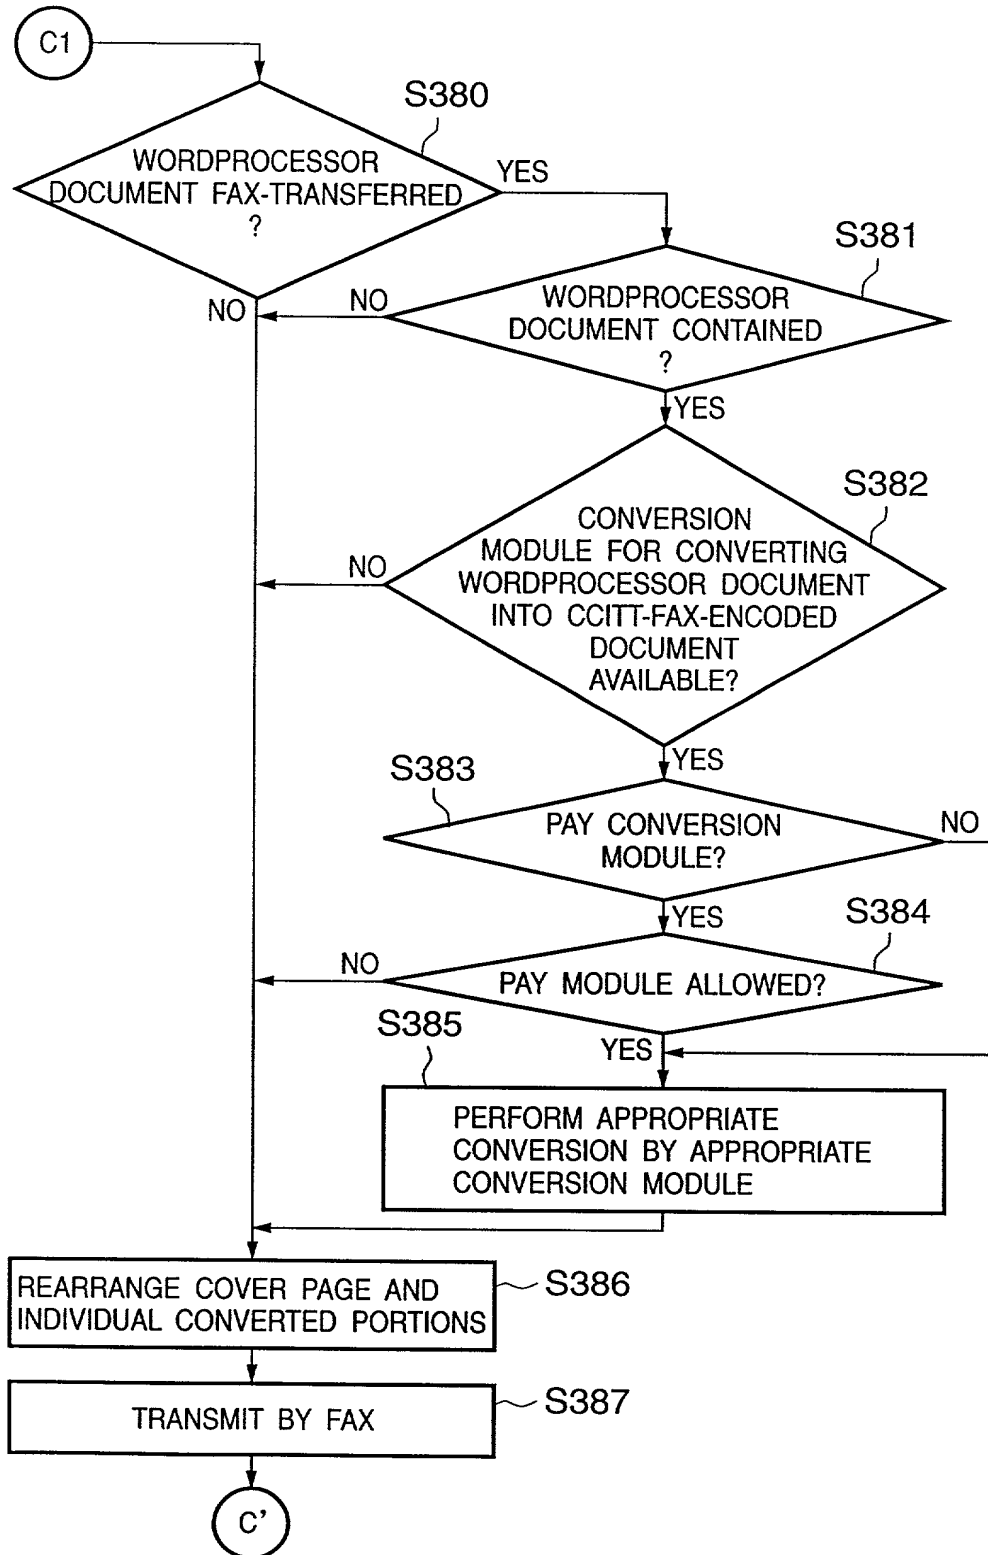 C1
S380
WORDPROCESSOR
DOCUMENT FAX-TRANSFERRED
?
YES
NO
S381
WORDPROCESSOR
DOCUMENT CONTAINED
?
NO
YES
S382
CONVERSION
MODULE FOR CONVERTING
WORDPROCESSOR DOCUMENT
INTO CCITT-FAX-ENCODED
DOCUMENT
AVAILABLE?
NO
YES
S383
PAY CONVERSION
MODULE?
NO
YES
S384
PAY MODULE ALLOWED?
NO
YES
S385
PERFORM APPROPRIATE
CONVERSION BY APPROPRIATE
CONVERSION MODULE
REARRANGE COVER PAGE AND
INDIVIDUAL CONVERTED PORTIONS
S386
TRANSMIT BY FAX
S387
C'